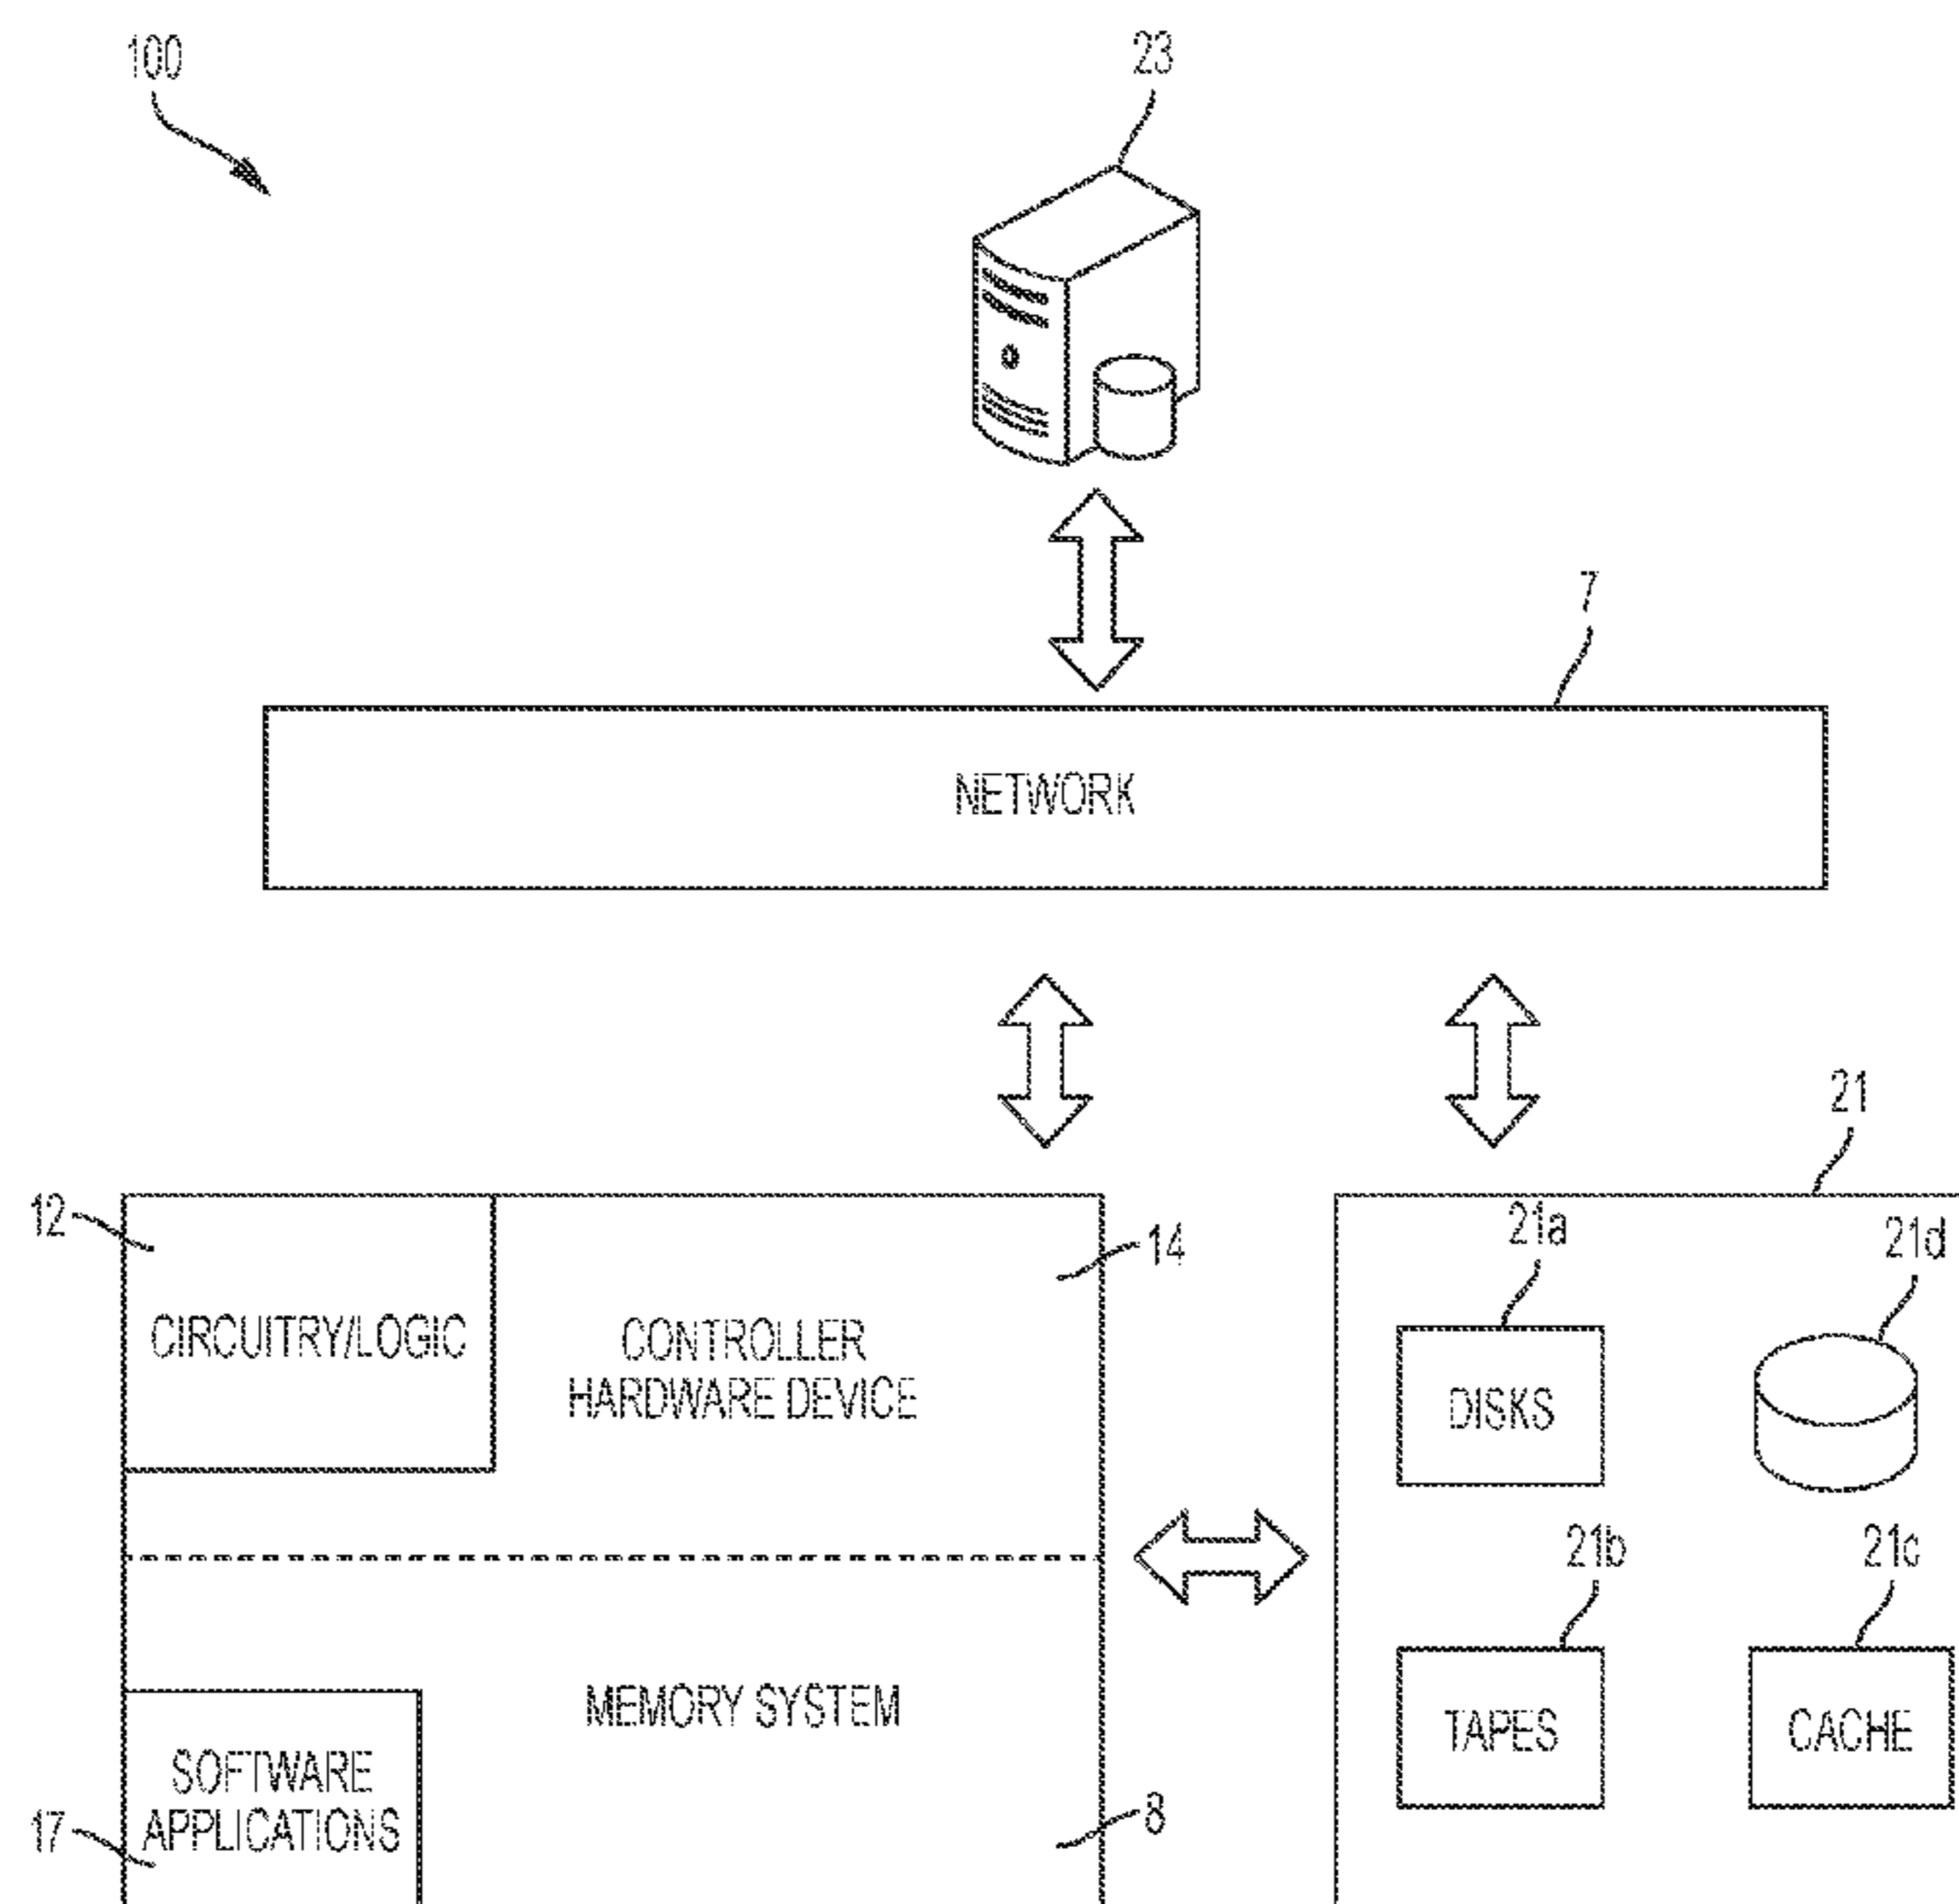 100
23
7
NETWORK
21
12
14
21a
21d
CIRCUITRY/LOGIC
CONTROLLER
HARDWARE DEVICE
DISKS
21b
21c
MEMORY SYSTEM
TAPES
CACHE
SOFTWARE
APPLICATIONS
17
8